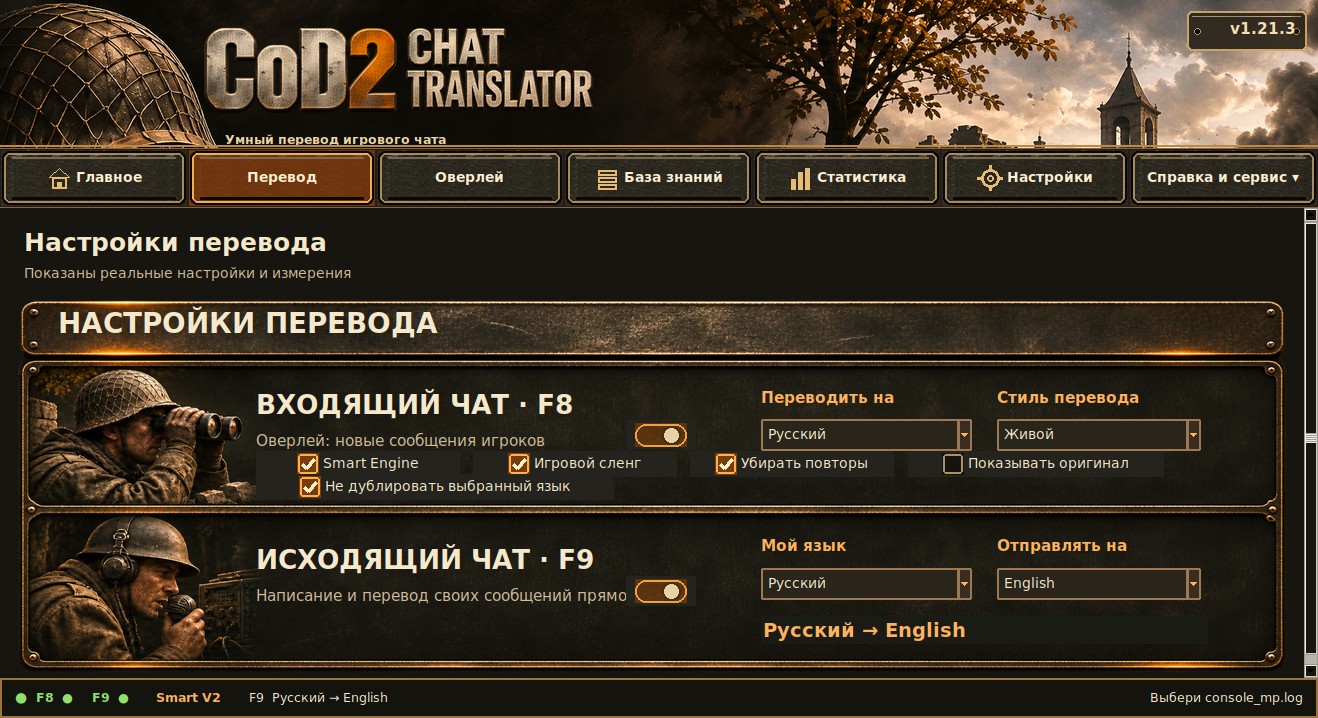 CoD2 CHAT TRANSLATOR
v1.21.3
Умный перевод игрового чата
Главное
Перевод
Оверлей
База знаний
Статистика
Настройки
Справка и сервис ▾
Настройки перевода
Показаны реальные настройки и измерения
НАСТРОЙКИ ПЕРЕВОДА
ВХОДЯЩИЙ ЧАТ · F8
Оверлей: новые сообщения игроков
Переводить на
Стиль перевода
Русский
Живой
Smart Engine
Игровой сленг
Убирать повторы
Показывать оригинал
Не дублировать выбранный язык
ИСХОДЯЩИЙ ЧАТ · F9
Написание и перевод своих сообщений прямо
Мой язык
Отправлять на
Русский
English
Русский → English
F8
F9
Smart V2
F9 Русский → English
Выбери console_mp.log